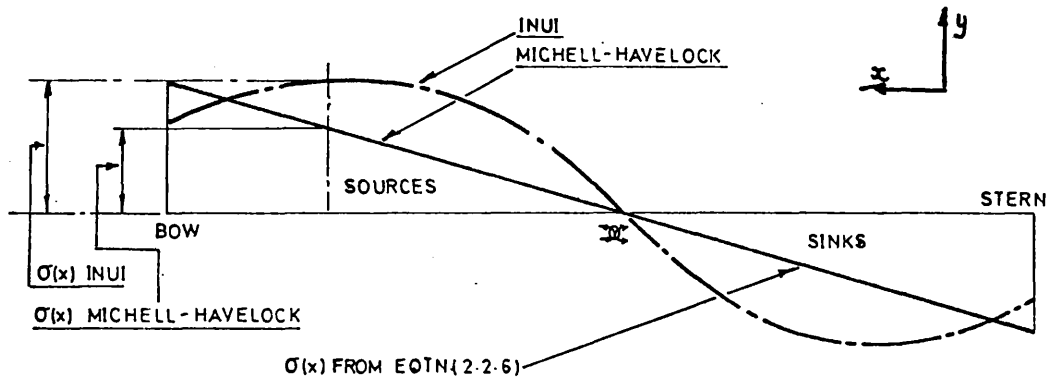 INUI
MICHELL-HAVELOCK
y
x
SOURCES
STERN
BOW
SINKS
σ(x) INUI
σ(x) MICHELL-HAVELOCK
σ(x) FROM EQTN(2·2·6)